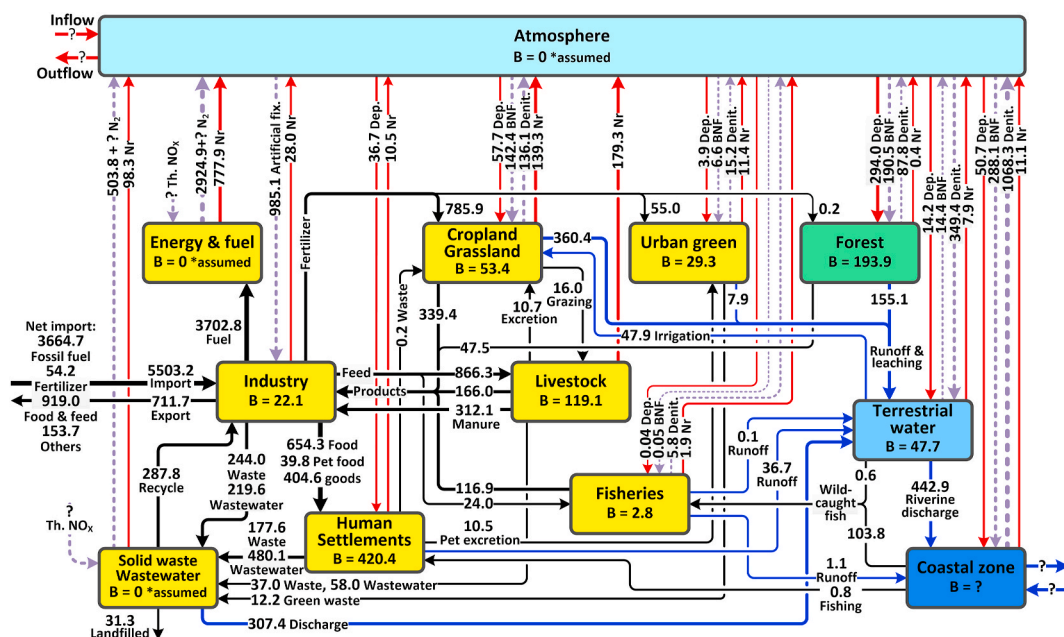 Inflow
?
?
Outflow
Atmosphere
B = 0 *assumed
503.8 + ? N₂
98.3 Nr
? Th. NOₓ
2924.9+? N₂
777.9 Nr
985.1 Artificial fix.
28.0 Nr
36.7 Dep.
10.5 Nr
57.7 Dep.
142.4 BNF
136.1 Denit.
139.3 Nr
179.3 Nr
3.9 Dep.
6.6 BNF
15.2 Denit.
11.4 Nr
294.0 Dep.
190.5 BNF
87.8 Denit.
0.4 Nr
14.2 Dep.
14.4 BNF
349.4 Denit.
7.9 Nr
50.7 Dep.
288.1 BNF
1068.3 Denit.
11.1 Nr
Fertilizer
785.9
55.0
0.2
Energy & fuel
B = 0 *assumed
Cropland
Grassland
B = 53.4
360.4
Urban green
B = 29.3
Forest
B = 193.9
0.2 Waste
339.4
10.7
Excretion
16.0
Grazing
7.9
155.1
47.9 Irrigation
3702.8
Fuel
47.5
Runoff &
leaching
Net import:
3664.7
Fossil fuel
54.2
Fertilizer
919.0
Food & feed
153.7
Others
5503.2
Import
711.7
Export
Industry
B = 22.1
Feed
866.3
Products
166.0
312.1
Manure
Livestock
B = 119.1
0.04 Dep.
0.05 BNF
5.8 Denit.
1.9 Nr
0.1
Runoff
Terrestrial
water
B = 47.7
654.3 Food
39.8 Pet food
404.6 goods
287.8
Recycle
244.0
Waste
219.6
Wastewater
116.9
24.0
Fisheries
B = 2.8
36.7
Runoff
0.6
Wild-
caught
fish
103.8
442.9
Riverine
discharge
?
Th. NOₓ
177.6
Waste
480.1
Wastewater
Human
Settlements
B = 420.4
10.5
Pet excretion
Solid waste
Wastewater
B = 0 *assumed
37.0 Waste, 58.0 Wastewater
12.2 Green waste
1.1
Runoff
0.8
Fishing
Coastal zone
B = ?
?
?
31.3
Landfilled
307.4 Discharge